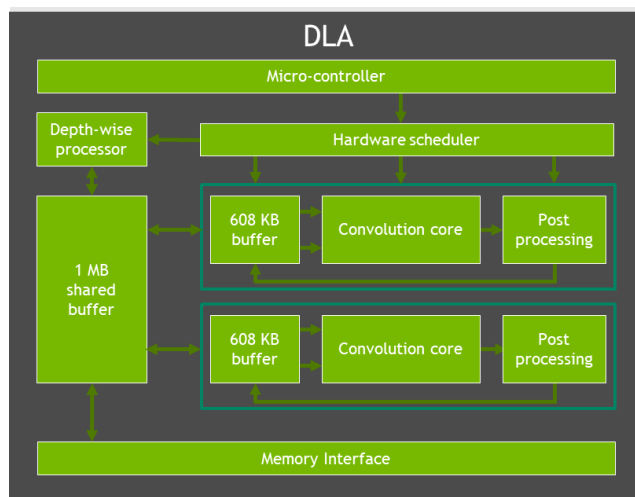 DLA
Micro-controller
Depth-wise
processor
Hardware scheduler
608 KB
buffer
Convolution core
Post
processing
1 MB
shared
buffer
608 KB
buffer
Convolution core
Post
processing
Memory Interface